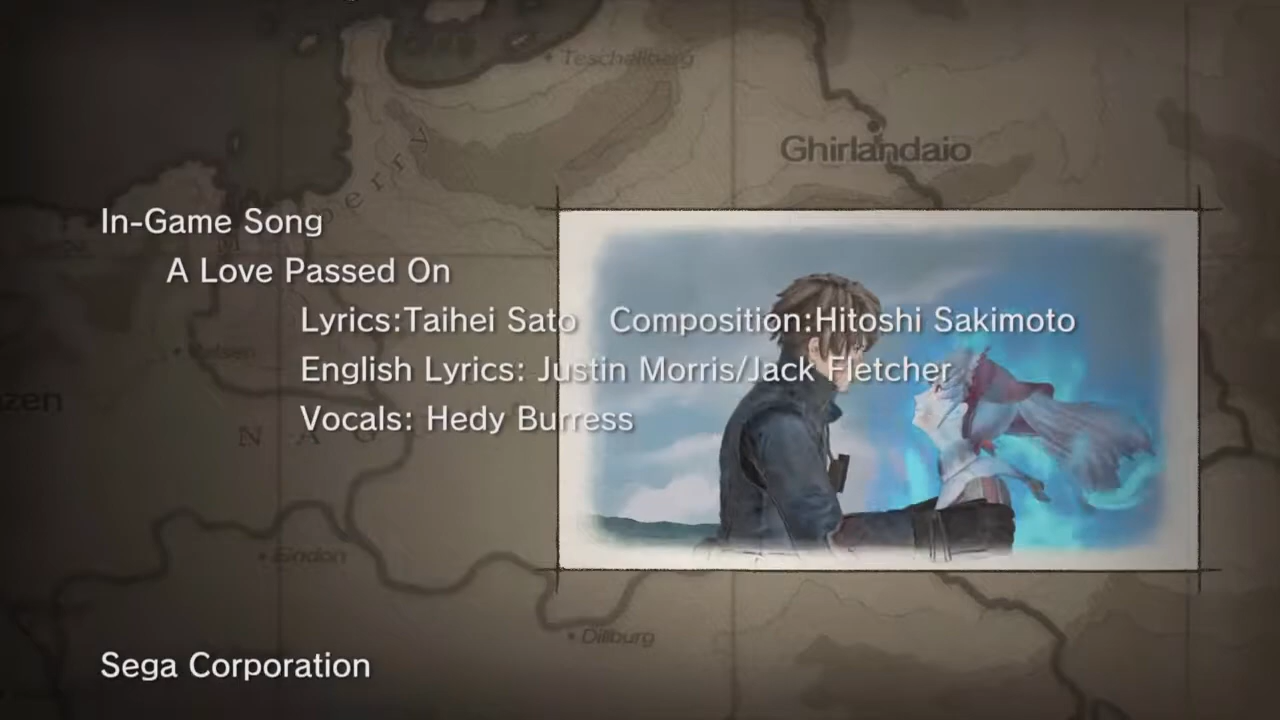 Teschelberg
Ghirlandaio
In-Game Song
A Love Passed On
Lyrics:Taihei Sato Composition:Hitoshi Sakimoto
English Lyrics: Justin Morris/Jack Fletcher
Vocals: Hedy Burress
N A G
Eindon
Dillburg
Sega Corporation